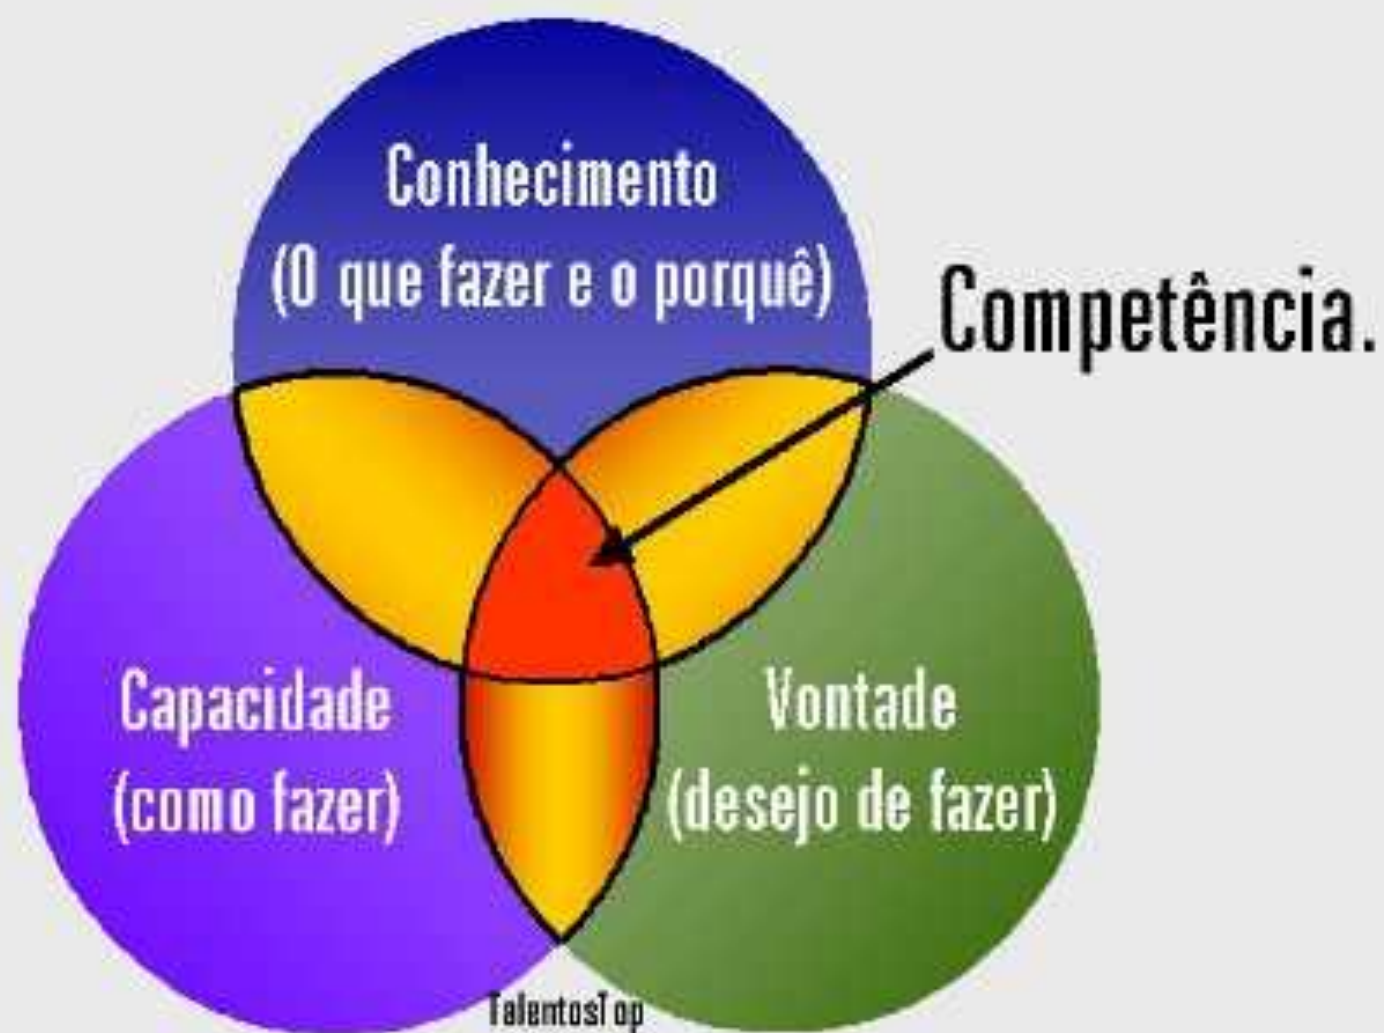 Conhecimento
(O que fazer e o porquê)
Competência.
Capacidade
(como fazer)
Vontade
(desejo de fazer)
TalentosTop